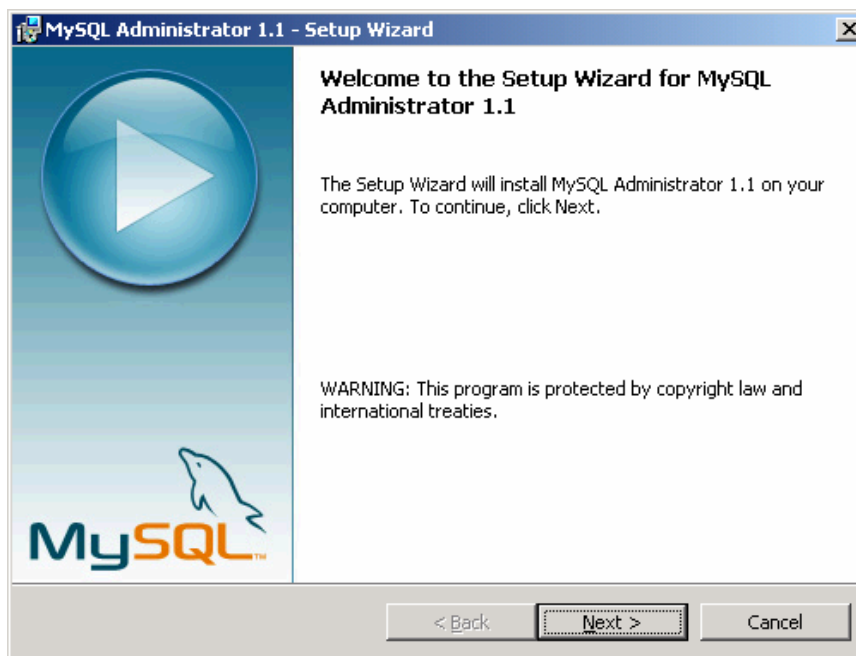 MySQL Administrator 1.1 - Setup Wizard
Welcome to the Setup Wizard for MySQL
Administrator 1.1
The Setup Wizard will install MySQL Administrator 1.1 on your
computer. To continue, click Next.
WARNING: This program is protected by copyright law and
international treaties.
MySQL™
< Back
Next >
Cancel